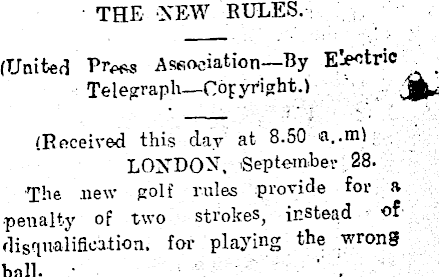 THE NEW RULES.
(United Press Association—By Electric
Telegraph—Copyright.)
(Received this day at 8.50 a.m)
LONDON, September 28.
The new golf rules provide for a
penalty of two strokes, instead of
disqualification, for playing the wrong
ball.